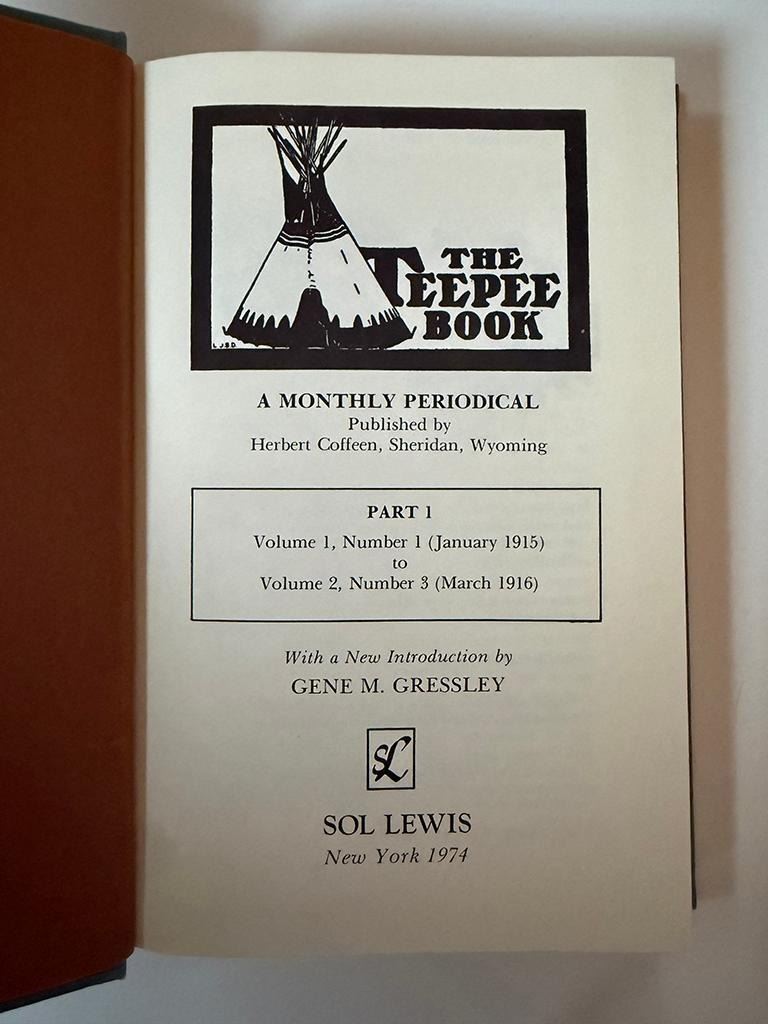 THE
TEEPEE
BOOK
L.J.S.D.
A MONTHLY PERIODICAL
Published by
Herbert Coffeen, Sheridan, Wyoming
PART 1
Volume 1, Number 1 (January 1915)
to
Volume 2, Number 3 (March 1916)
With a New Introduction by
GENE M. GRESSLEY
SL
SOL LEWIS
New York 1974